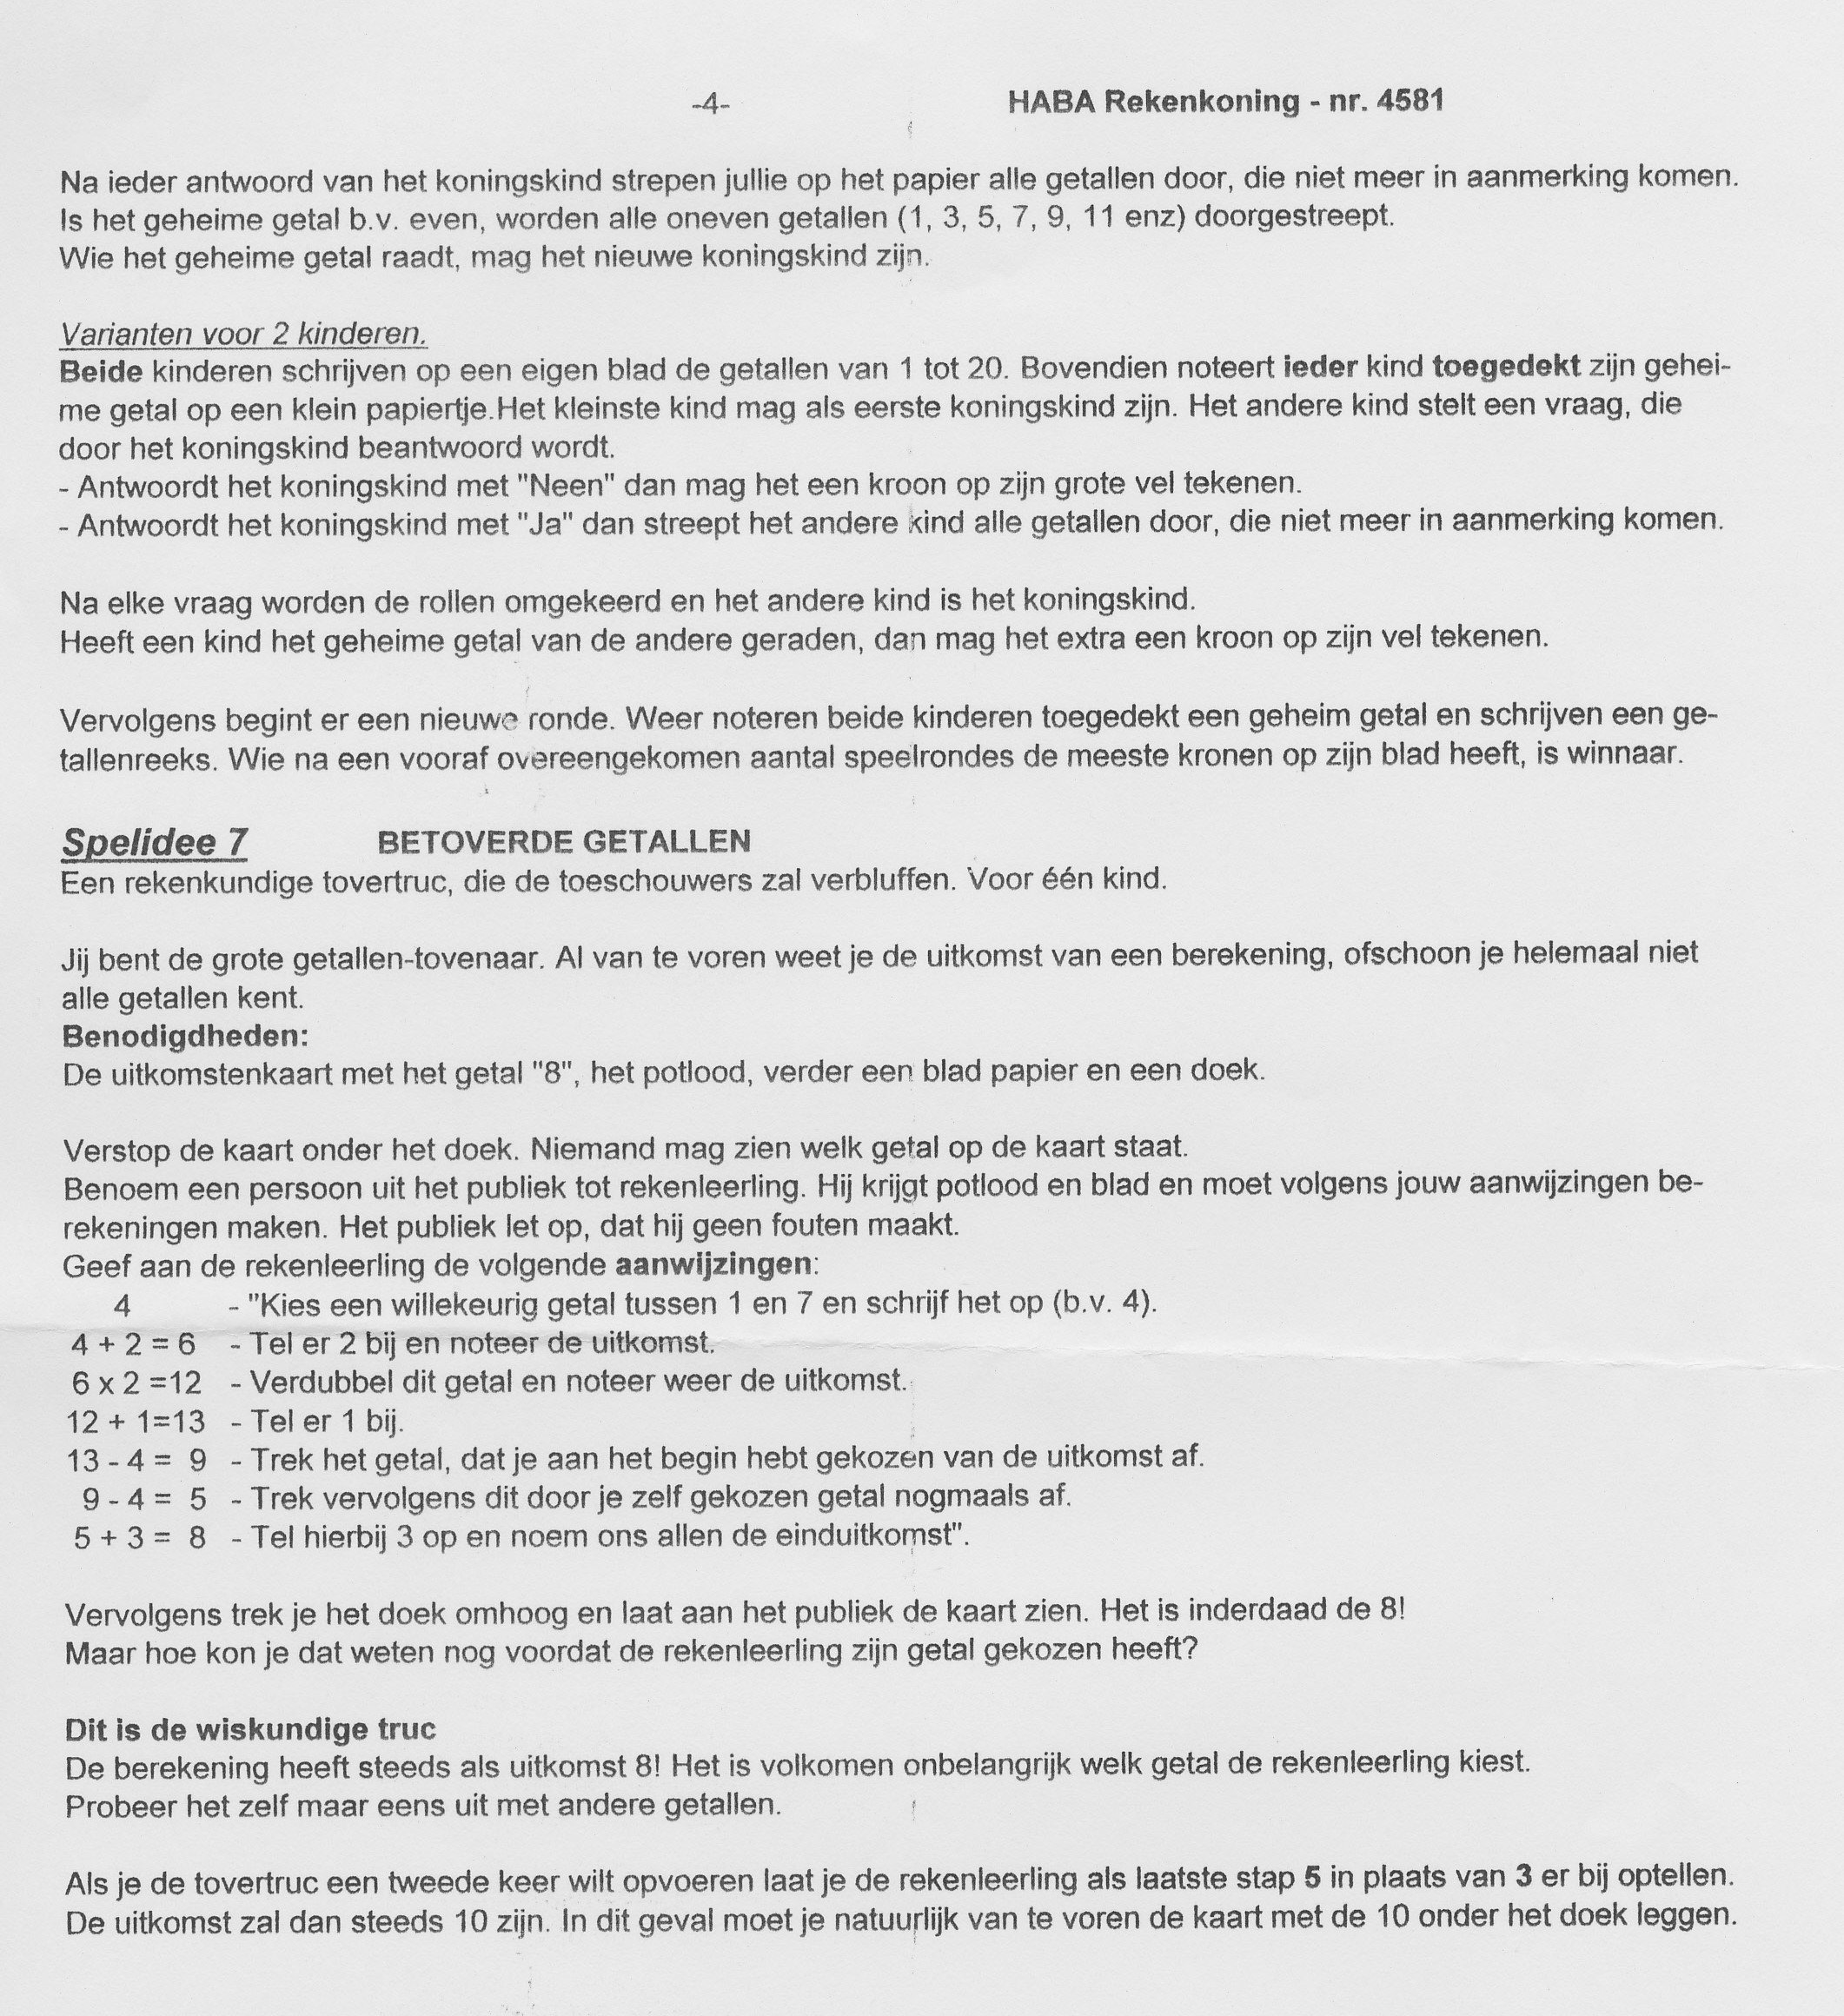 -4- HABA Rekenkoning - nr. 4581
Na ieder antwoord van het koningskind strepen jullie op het papier alle getallen door, die niet meer in aanmerking komen.
Is het geheime getal b.v. even, worden alle oneven getallen (1, 3, 5, 7, 9, 11 enz) doorgestreept.
Wie het geheime getal raadt, mag het nieuwe koningskind zijn.
Varianten voor 2 kinderen.
Beide kinderen schrijven op een eigen blad de getallen van 1 tot 20. Bovendien noteert ieder kind toegedekt zijn gehei-
me getal op een klein papiertje.Het kleinste kind mag als eerste koningskind zijn. Het andere kind stelt een vraag, die
door het koningskind beantwoord wordt.
- Antwoordt het koningskind met "Neen" dan mag het een kroon op zijn grote vel tekenen.
- Antwoordt het koningskind met "Ja" dan streept het andere kind alle getallen door, die niet meer in aanmerking komen.
Na elke vraag worden de rollen omgekeerd en het andere kind is het koningskind.
Heeft een kind het geheime getal van de andere geraden, dan mag het extra een kroon op zijn vel tekenen.
Vervolgens begint er een nieuwe ronde. Weer noteren beide kinderen toegedekt een geheim getal en schrijven een ge-
tallenreeks. Wie na een vooraf overeengekomen aantal speelrondes de meeste kronen op zijn blad heeft, is winnaar.
Spelidee 7 BETOVERDE GETALLEN
Een rekenkundige tovertruc, die de toeschouwers zal verbluffen. Voor één kind.
Jij bent de grote getallen-tovenaar. Al van te voren weet je de uitkomst van een berekening, ofschoon je helemaal niet
alle getallen kent.
Benodigdheden:
De uitkomstenkaart met het getal "8", het potlood, verder een blad papier en een doek.
Verstop de kaart onder het doek. Niemand mag zien welk getal op de kaart staat.
Benoem een persoon uit het publiek tot rekenleerling. Hij krijgt potlood en blad en moet volgens jouw aanwijzingen be-
rekeningen maken. Het publiek let op, dat hij geen fouten maakt.
Geef aan de rekenleerling de volgende aanwijzingen:
4 - "Kies een willekeurig getal tussen 1 en 7 en schrijf het op (b.v. 4).
4 + 2 = 6 - Tel er 2 bij en noteer de uitkomst.
6 x 2 =12 - Verdubbel dit getal en noteer weer de uitkomst.
12 + 1=13 - Tel er 1 bij.
13 - 4 = 9 - Trek het getal, dat je aan het begin hebt gekozen van de uitkomst af.
9 - 4 = 5 - Trek vervolgens dit door je zelf gekozen getal nogmaals af.
5 + 3 = 8 - Tel hierbij 3 op en noem ons allen de einduitkomst".
Vervolgens trek je het doek omhoog en laat aan het publiek de kaart zien. Het is inderdaad de 8!
Maar hoe kon je dat weten nog voordat de rekenleerling zijn getal gekozen heeft?
Dit is de wiskundige truc
De berekening heeft steeds als uitkomst 8! Het is volkomen onbelangrijk welk getal de rekenleerling kiest.
Probeer het zelf maar eens uit met andere getallen.
Als je de tovertruc een tweede keer wilt opvoeren laat je de rekenleerling als laatste stap 5 in plaats van 3 er bij optellen.
De uitkomst zal dan steeds 10 zijn. In dit geval moet je natuurlijk van te voren de kaart met de 10 onder het doek leggen.